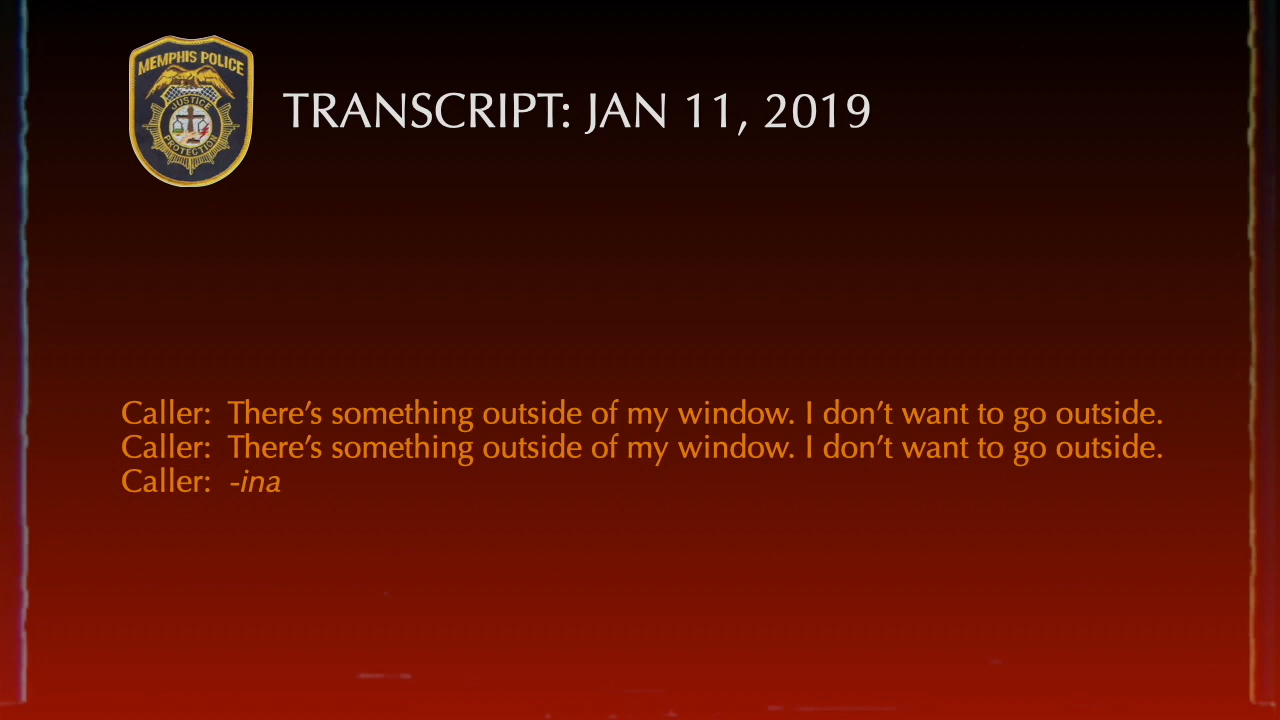 MEMPHIS POLICE
JUSTICE
PROTECTION
TRANSCRIPT: JAN 11, 2019
Caller: There’s something outside of my window. I don’t want to go outside.
Caller: There’s something outside of my window. I don’t want to go outside.
Caller: -ina